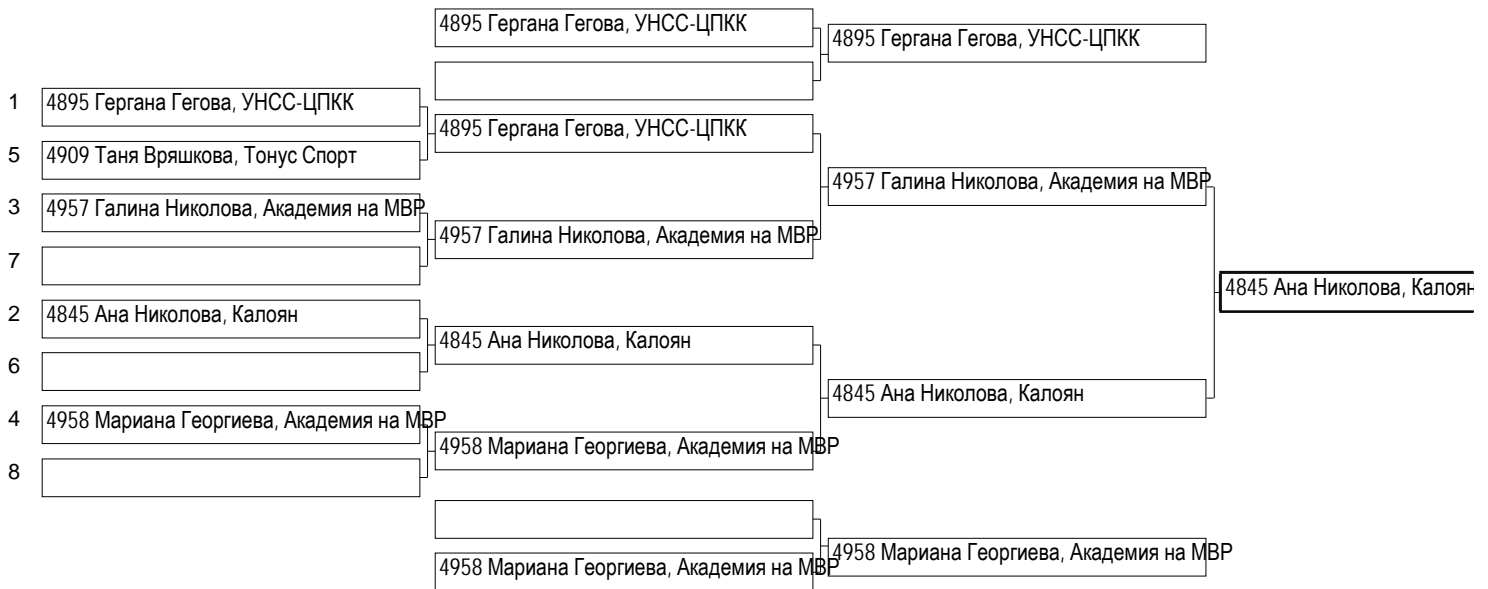 4895 Гергана Гегова, УНСС-ЦПКК
4895 Гергана Гегова, УНСС-ЦПКК
1 4895 Гергана Гегова, УНСС-ЦПКК
4895 Гергана Гегова, УНСС-ЦПКК
5 4909 Таня Вряшкова, Тонус Спорт
4957 Галина Николова, Академия на МВР
3 4957 Галина Николова, Академия на МВР
4957 Галина Николова, Академия на МВР
7
4845 Ана Николова, Калоян
2 4845 Ана Николова, Калоян
4845 Ана Николова, Калоян
6
4845 Ана Николова, Калоян
4 4958 Мариана Георгиева, Академия на МВР
4958 Мариана Георгиева, Академия на МВР
8
4958 Мариана Георгиева, Академия на МВР
4958 Мариана Георгиева, Академия на МВР